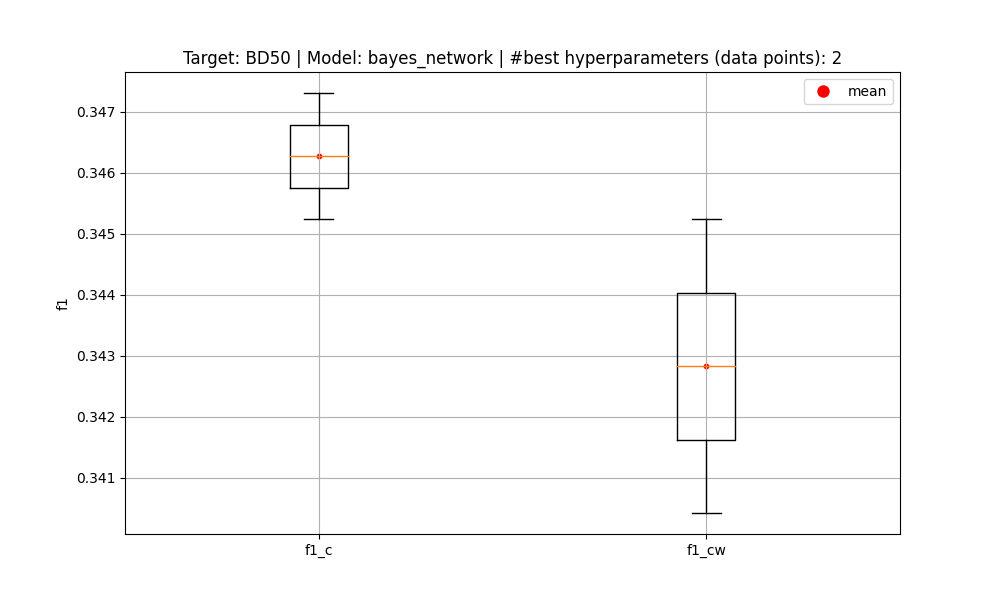 Target: BD50 | Model: bayes_network | #best hyperparameters (data points): 2
mean
0.347
0.346
0.345
0.344
0.343
0.342
0.341
f1
f1_c
f1_cw